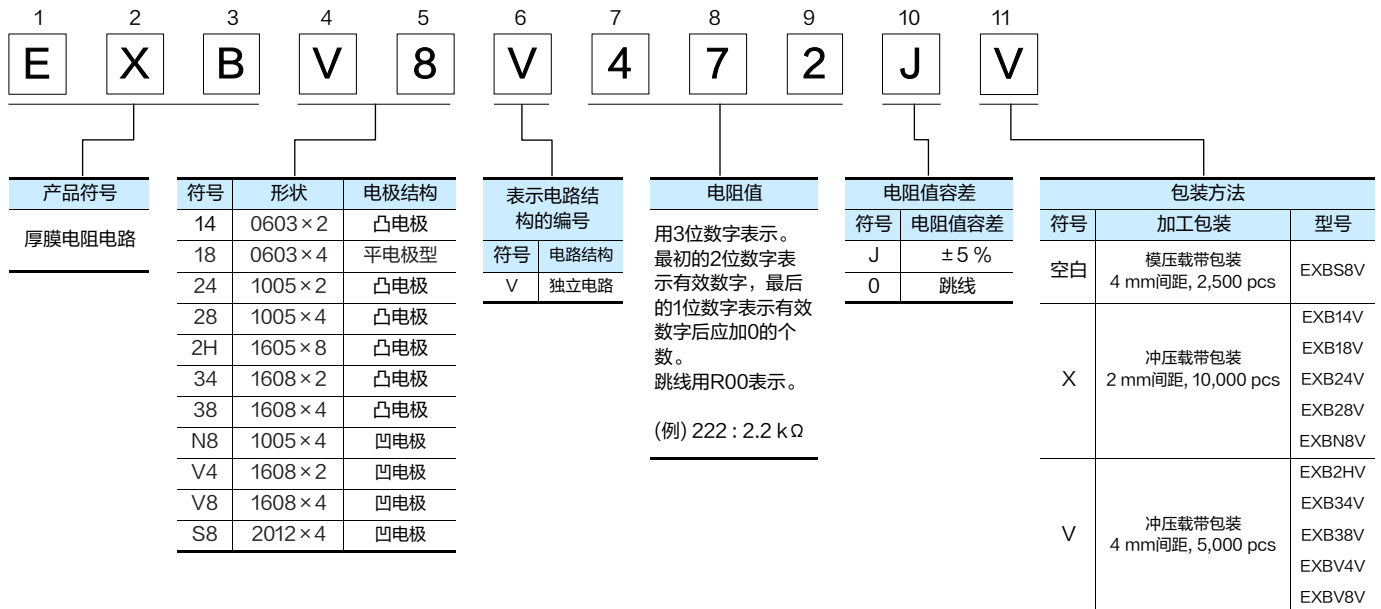 1 2 3 4 5 6 7 8 9 10 11
E X B V 8 V 4 7 2 J V
产品符号
厚膜电阻电路
符号 形状 电极结构
14 0603×2 凸电极
18 0603×4 平电极型
24 1005×2 凸电极
28 1005×4 凸电极
2H 1605×8 凸电极
34 1608×2 凸电极
38 1608×4 凸电极
N8 1005×4 凹电极
V4 1608×2 凹电极
V8 1608×4 凹电极
S8 2012×4 凹电极
表示电路结
构的编号
符号 电路结构
V 独立电路
电阻值
用3位数字表示。
最初的2位数字表
示有效数字，最后
的1位数字表示有效
数字后应加0的个
数。
跳线用R00表示。
(例) 222 : 2.2 kΩ
电阻值容差
符号 电阻值容差
J ±5 %
0 跳线
包装方法
符号 加工包装 型号
空白 模压载带包装
4 mm间距, 2,500 pcs EXBS8V
X 冲压载带包装
2 mm间距, 10,000 pcs
EXB14V
EXB18V
EXB24V
EXB28V
EXBN8V
V 冲压载带包装
4 mm间距, 5,000 pcs
EXB2HV
EXB34V
EXB38V
EXBV4V
EXBV8V